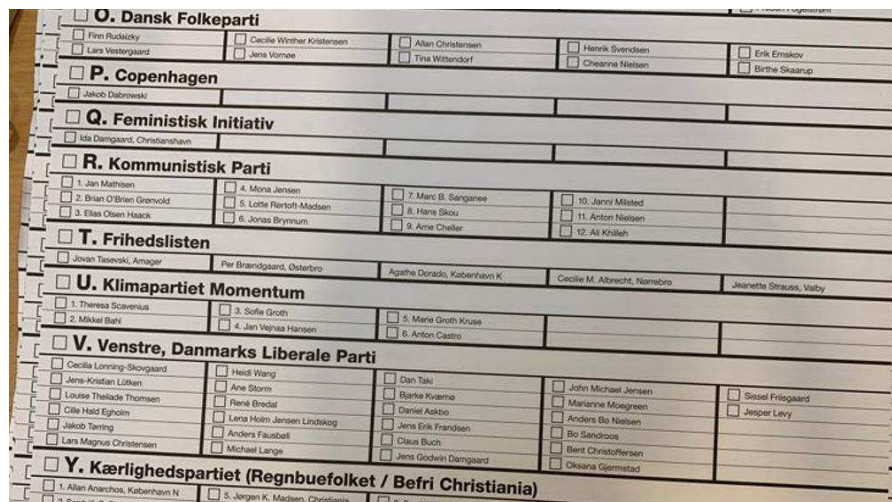 O. Dansk Folkeparti
Finn Rudaizky
Lars Vestergaard
Cecilie Winther Kristensen
Jens Vornøe
Allan Christensen
Tina Wittendorf
Henrik Svendsen
Cheanne Nielsen
Erik Ernskov
Birthe Skaarup
P. Copenhagen
Jakob Dabrowski
Q. Feministisk Initiativ
Ida Damgaard, Christianshavn
R. Kommunistisk Parti
1. Jan Mathisen
2. Brian O'Brien Grønvold
3. Elias Olsen Haack
4. Mona Jensen
5. Lotte Rørtoft-Madsen
6. Jonas Brynnum
7. Marc B. Sanganee
8. Hans Skou
9. Arne Cheller
10. Janni Milsted
11. Anton Nielsen
12. Ali Khilleh
T. Frihedslisten
Jovan Tasevski, Amager
Per Brændgaard, Østerbro
Agathe Dorado, København K
Cecilie M. Albrecht, Nørrebro
Jeanette Strauss, Valby
U. Klimapartiet Momentum
1. Theresa Scavenius
2. Mikkel Bahl
3. Sofie Groth
4. Jan Vejnaa Hansen
5. Marie Groth Kruse
6. Anton Castro
V. Venstre, Danmarks Liberale Parti
Cecilia Lonning-Skovgaard
Jens-Kristian Lütken
Louise Theilade Thomsen
Cille Hald Egholm
Jakob Tørring
Lars Magnus Christensen
Heidi Wang
Ane Storm
René Bredal
Lena Holm Jensen Lindskog
Anders Fausbøll
Michael Lange
Dan Taki
Bjarke Kværnø
Daniel Askbo
Jens Erik Frandsen
Claus Buch
Jens Godwin Damgaard
John Michael Jensen
Marianne Moegreen
Anders Bo Nielsen
Bo Sandroos
Bent Christoffersen
Oksana Gjermstad
Sissel Friisgaard
Jesper Levy
Y. Kærlighedspartiet (Regnbuefolket / Befri Christiania)
1. Allan Anarchos, København N
5. Jørgen K. Madsen, Christiania